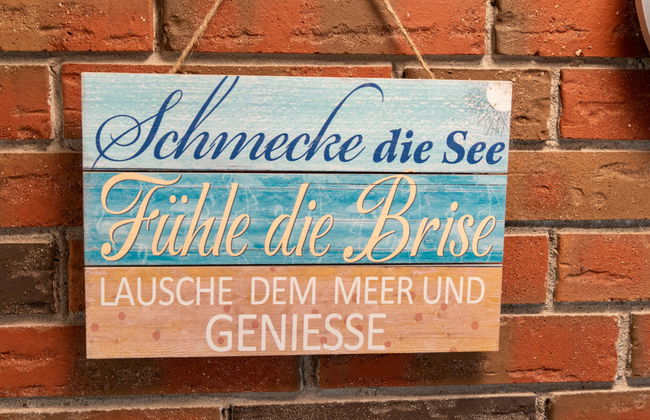 Schmecke die See
Fühle die Brise
LAUSCHE DEM MEER UND
GENIESSE